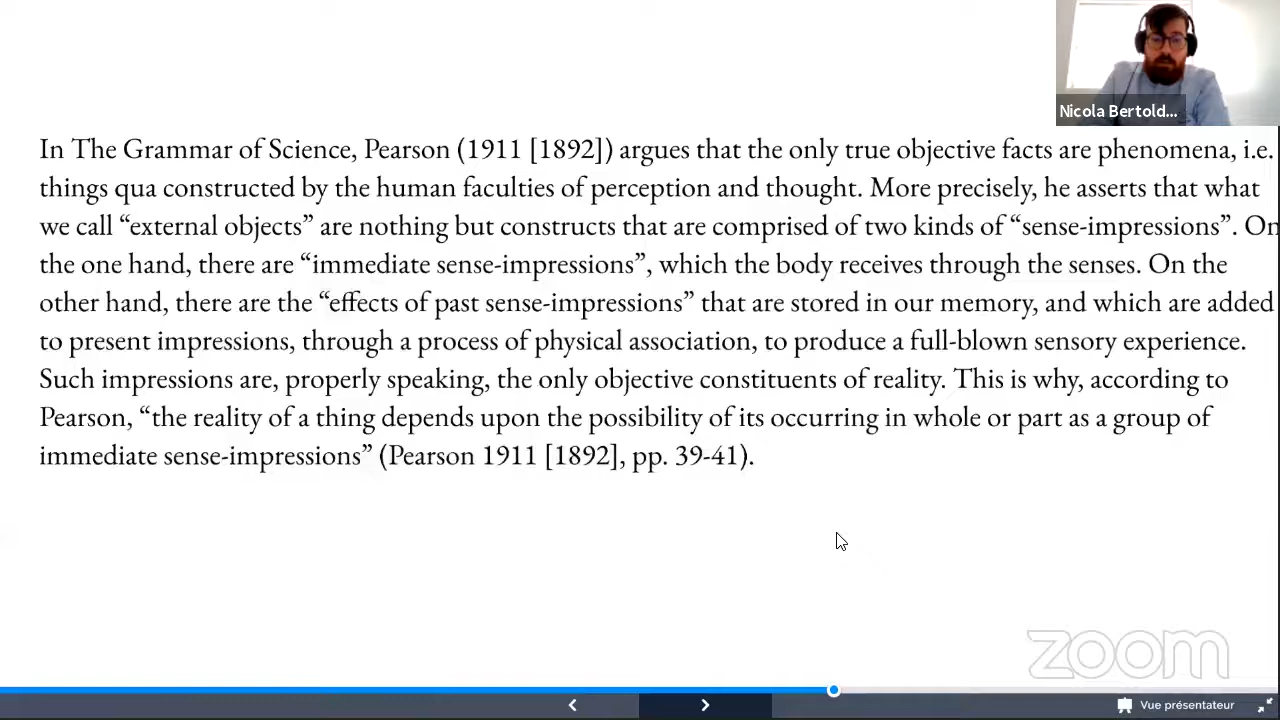 Nicola Bertold...
In The Grammar of Science, Pearson (1911 [1892]) argues that the only true objective facts are phenomena, i.e.
things qua constructed by the human faculties of perception and thought. More precisely, he asserts that what
we call “external objects” are nothing but constructs that are comprised of two kinds of “sense-impressions”. On
the one hand, there are “immediate sense-impressions”, which the body receives through the senses. On the
other hand, there are the “effects of past sense-impressions” that are stored in our memory, and which are added
to present impressions, through a process of physical association, to produce a full-blown sensory experience.
Such impressions are, properly speaking, the only objective constituents of reality. This is why, according to
Pearson, “the reality of a thing depends upon the possibility of its occurring in whole or part as a group of
immediate sense-impressions” (Pearson 1911 [1892], pp. 39-41).
zoom
Vue présentateur